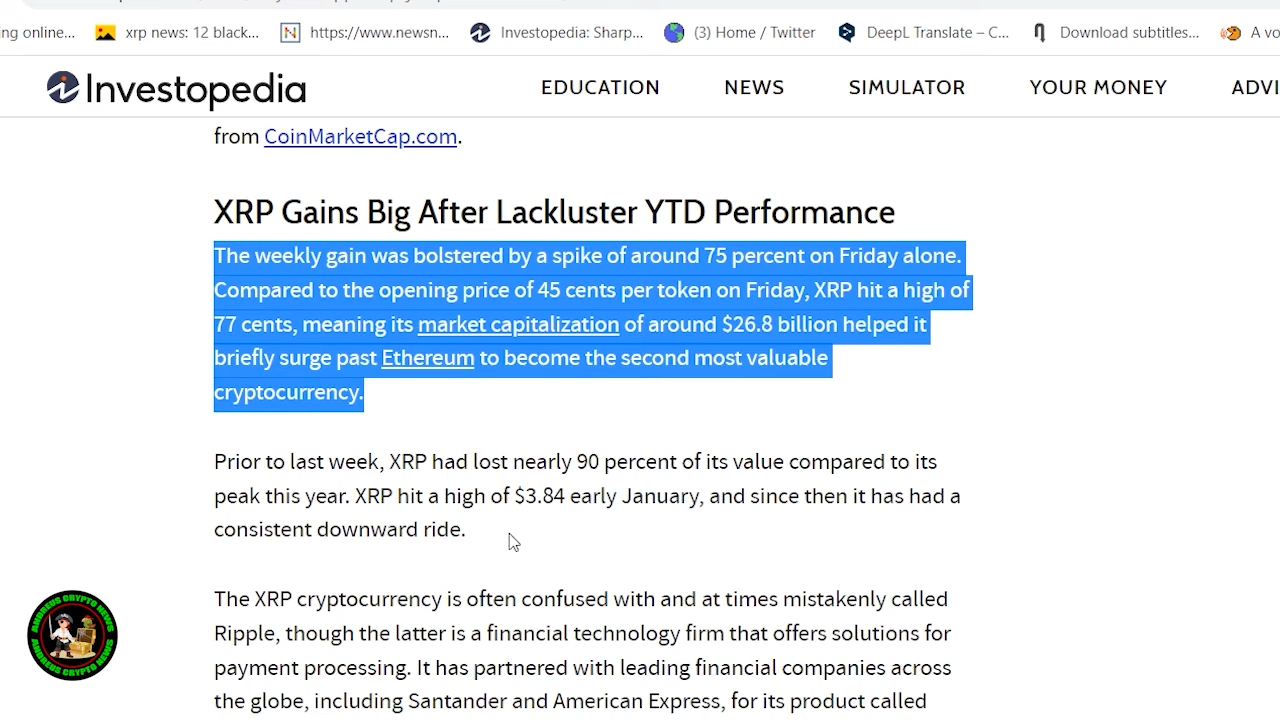 ng online...
xrp news: 12 black...
https://www.newsn...
Investopedia: Sharp...
(3) Home / Twitter
DeepL Translate – C...
Download subtitles...
A vo
Investopedia
EDUCATION
NEWS
SIMULATOR
YOUR MONEY
ADVI
from CoinMarketCap.com.
XRP Gains Big After Lackluster YTD Performance
The weekly gain was bolstered by a spike of around 75 percent on Friday alone.
Compared to the opening price of 45 cents per token on Friday, XRP hit a high of
77 cents, meaning its market capitalization of around $26.8 billion helped it
briefly surge past Ethereum to become the second most valuable
cryptocurrency.
Prior to last week, XRP had lost nearly 90 percent of its value compared to its
peak this year. XRP hit a high of $3.84 early January, and since then it has had a
consistent downward ride.
The XRP cryptocurrency is often confused with and at times mistakenly called
Ripple, though the latter is a financial technology firm that offers solutions for
payment processing. It has partnered with leading financial companies across
the globe, including Santander and American Express, for its product called
ANDREUS CRYPTO NEWS
ANDREUS CRYPTO NEWS